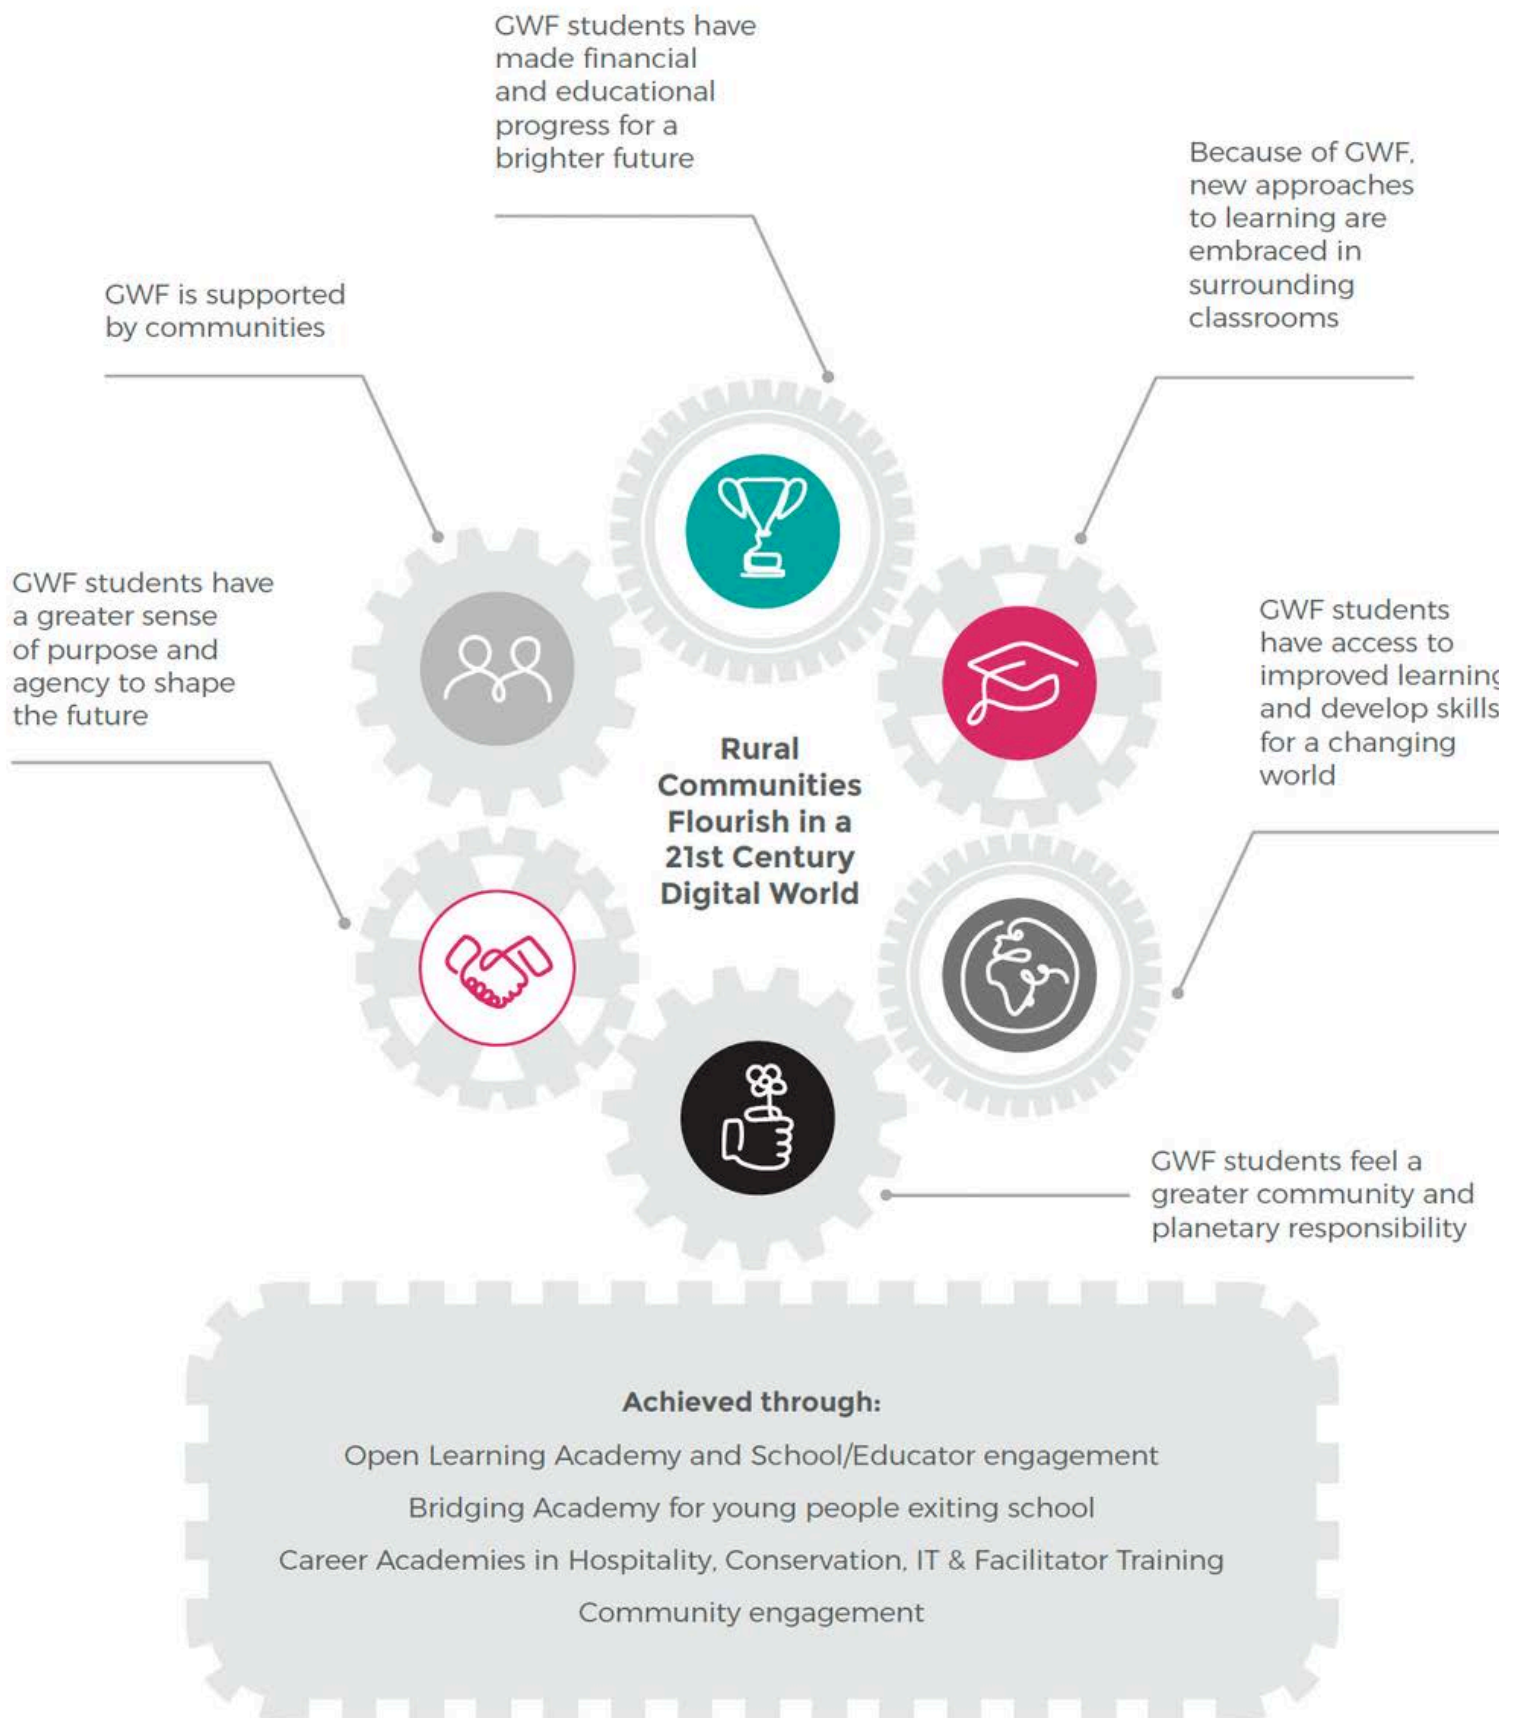 GWF students have
made financial
and educational
progress for a
brighter future
Because of GWF,
new approaches
to learning are
embraced in
surrounding
classrooms
GWF is supported
by communities
GWF students have
a greater sense
of purpose and
agency to shape
the future
GWF students
have access to
improved learning
and develop skills
for a changing
world
Rural
Communities
Flourish in a
21st Century
Digital World
GWF students feel a
greater community and
planetary responsibility
Achieved through:
Open Learning Academy and School/Educator engagement
Bridging Academy for young people exiting school
Career Academies in Hospitality, Conservation, IT & Facilitator Training
Community engagement